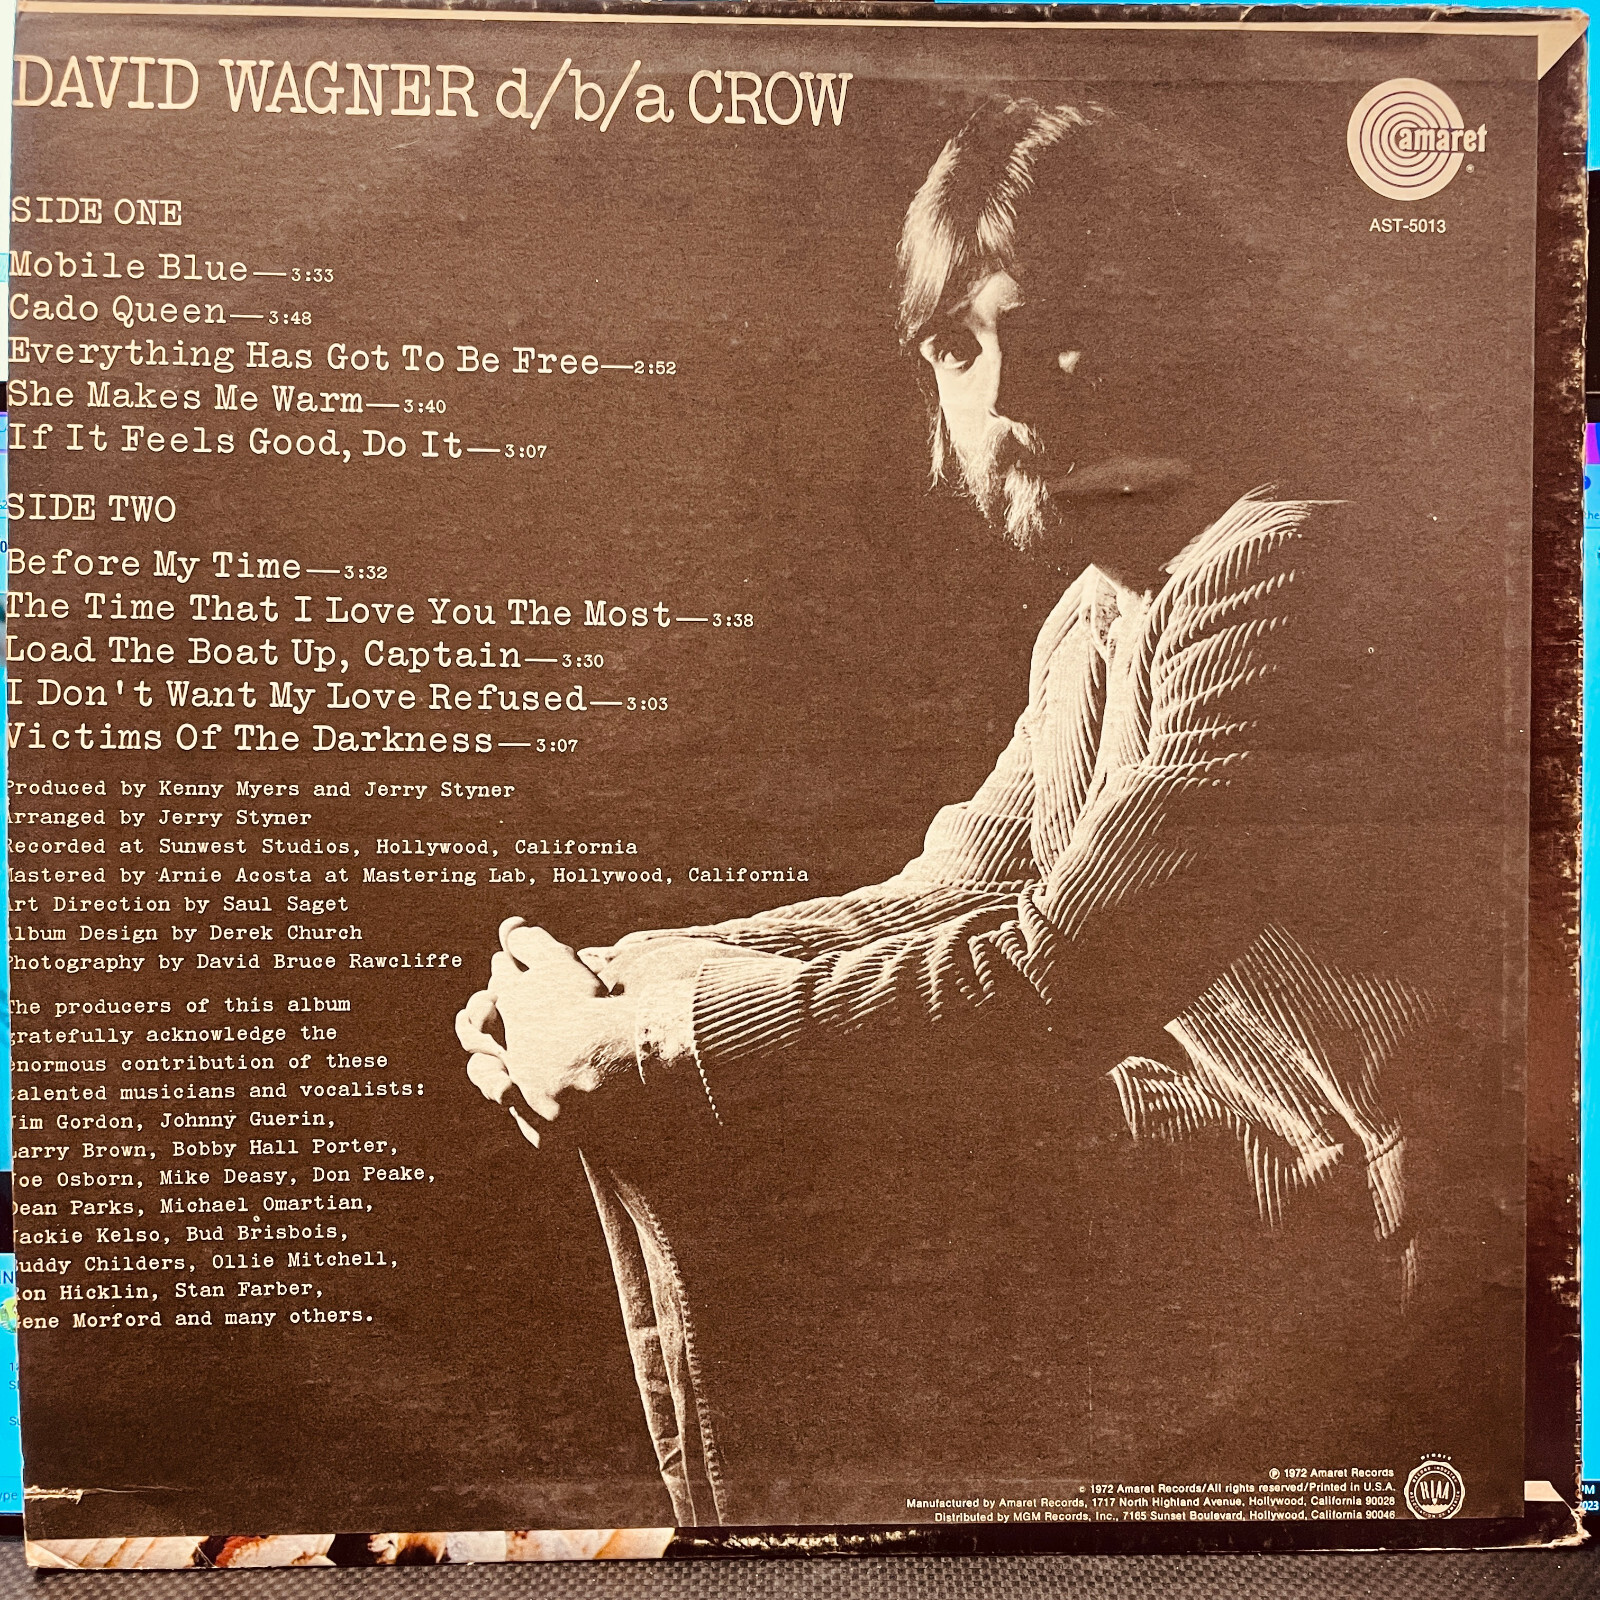 DAVID WAGNER d/b/a CROW
amaret
AST-5013
SIDE ONE
Mobile Blue—3:33
Cado Queen—3:48
Everything Has Got To Be Free—2:52
She Makes Me Warm—3:40
If It Feels Good, Do It—3:07
SIDE TWO
Before My Time—3:32
The Time That I Love You The Most—3:38
Load The Boat Up, Captain—3:30
I Don't Want My Love Refused—3:03
Victims Of The Darkness—3:07
Produced by Kenny Myers and Jerry Styner
Arranged by Jerry Styner
Recorded at Sunwest Studios, Hollywood, California
Mastered by Arnie Acosta at Mastering Lab, Hollywood, California
Art Direction by Saul Saget
Album Design by Derek Church
Photography by David Bruce Rawcliffe
The producers of this album
gratefully acknowledge the
enormous contribution of these
talented musicians and vocalists:
Jim Gordon, Johnny Guerin,
Larry Brown, Bobby Hall Porter,
Joe Osborn, Mike Deasy, Don Peake,
Dean Parks, Michael Omartian,
Jackie Kelso, Bud Brisbois,
Buddy Childers, Ollie Mitchell,
Ron Hicklin, Stan Farber,
Gene Morford and many others.
℗ 1972 Amaret Records
© 1972 Amaret Records/All rights reserved/Printed in U.S.A.
Manufactured by Amaret Records, 1717 North Highland Avenue, Hollywood, California 90028
Distributed by MGM Records, Inc., 7165 Sunset Boulevard, Hollywood, California 90046